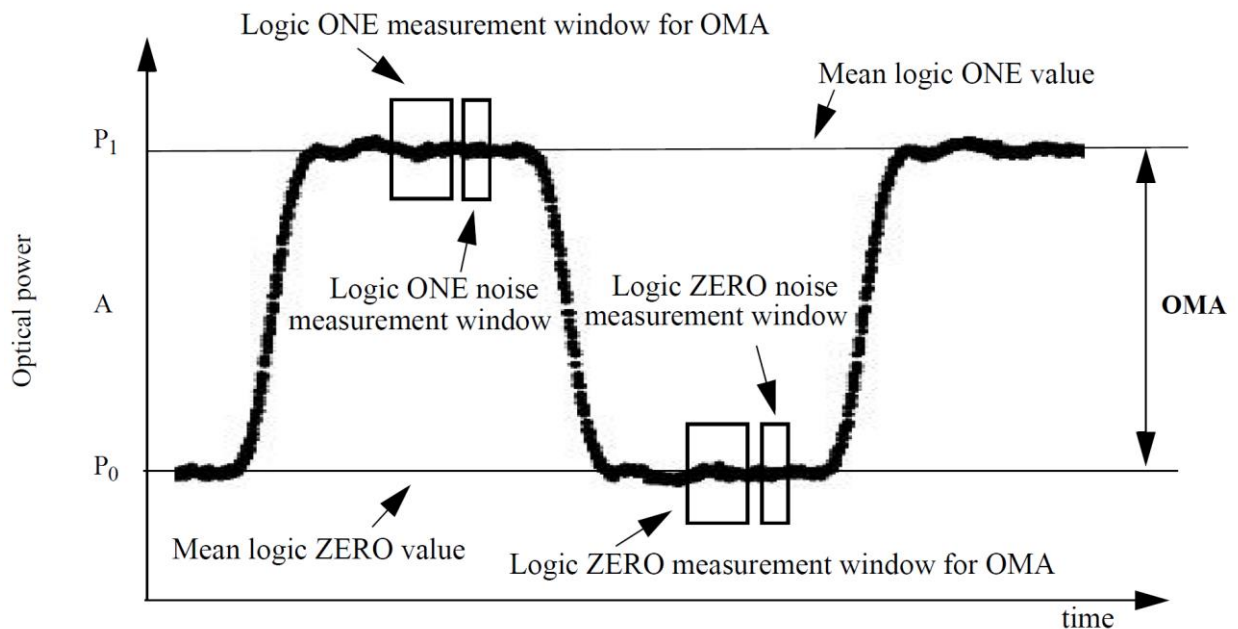 Logic ONE measurement window for OMA
Mean logic ONE value
P1
Logic ONE noise
measurement window
Logic ZERO noise
measurement window
Optical power
A
OMA
P0
Mean logic ZERO value
Logic ZERO measurement window for OMA
time